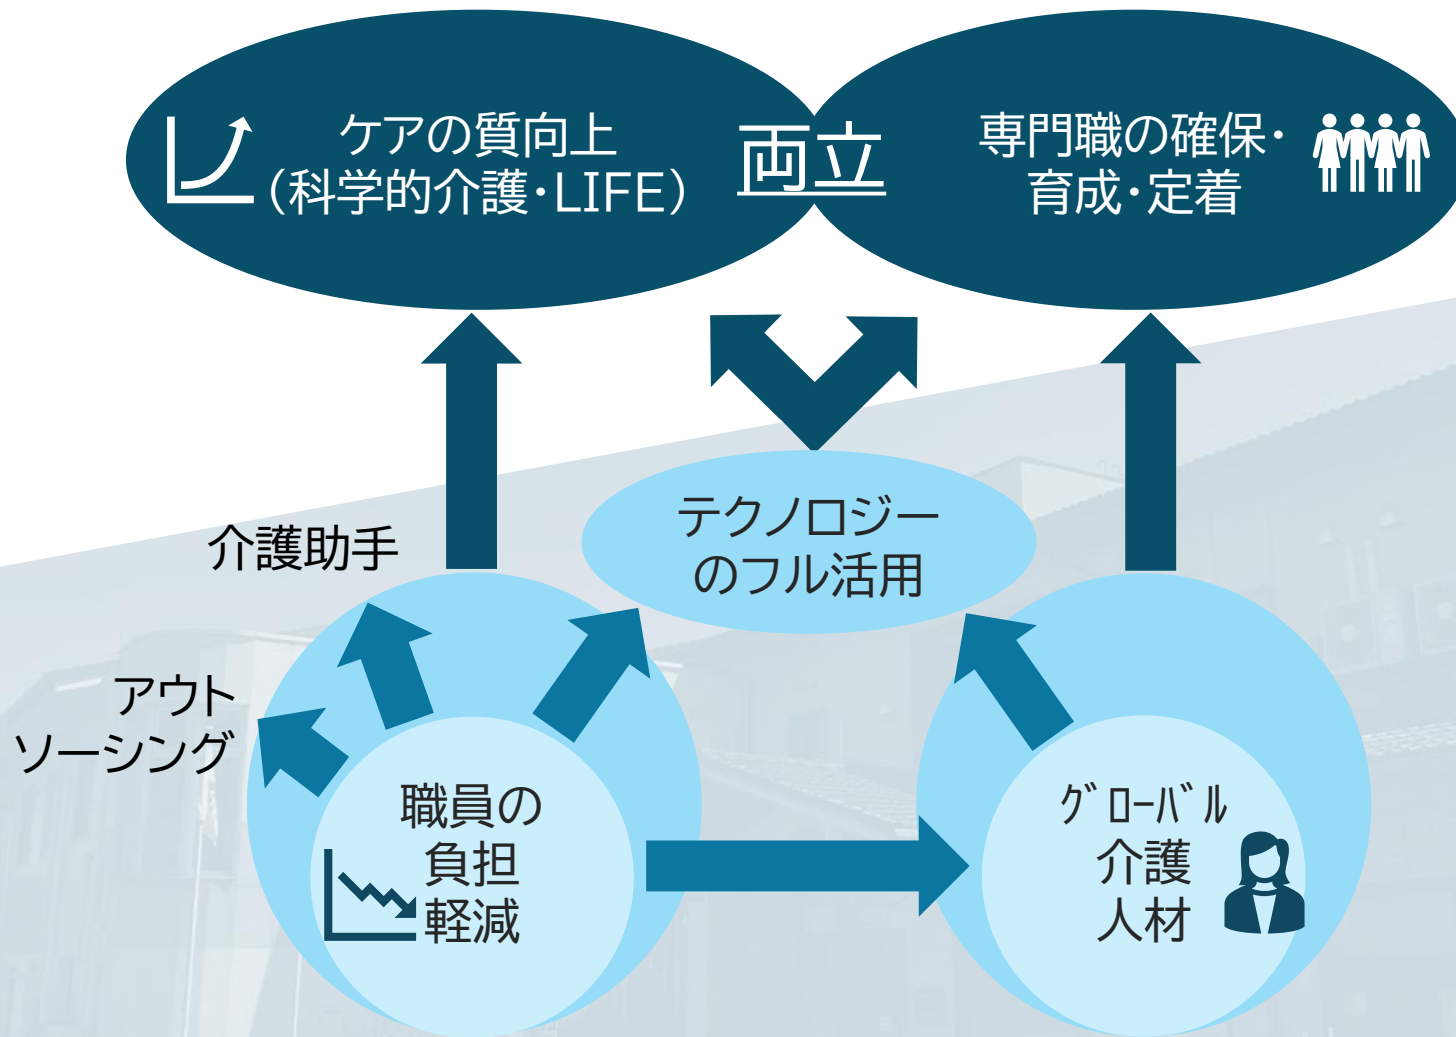 ケアの質向上
（科学的介護・LIFE）
両立
専門職の確保・
育成・定着
テクノロジー
のフル活用
介護助手
アウト
ソーシング
職員の
負担
軽減
ｸﾞﾛｰﾊﾞﾙ
介護
人材